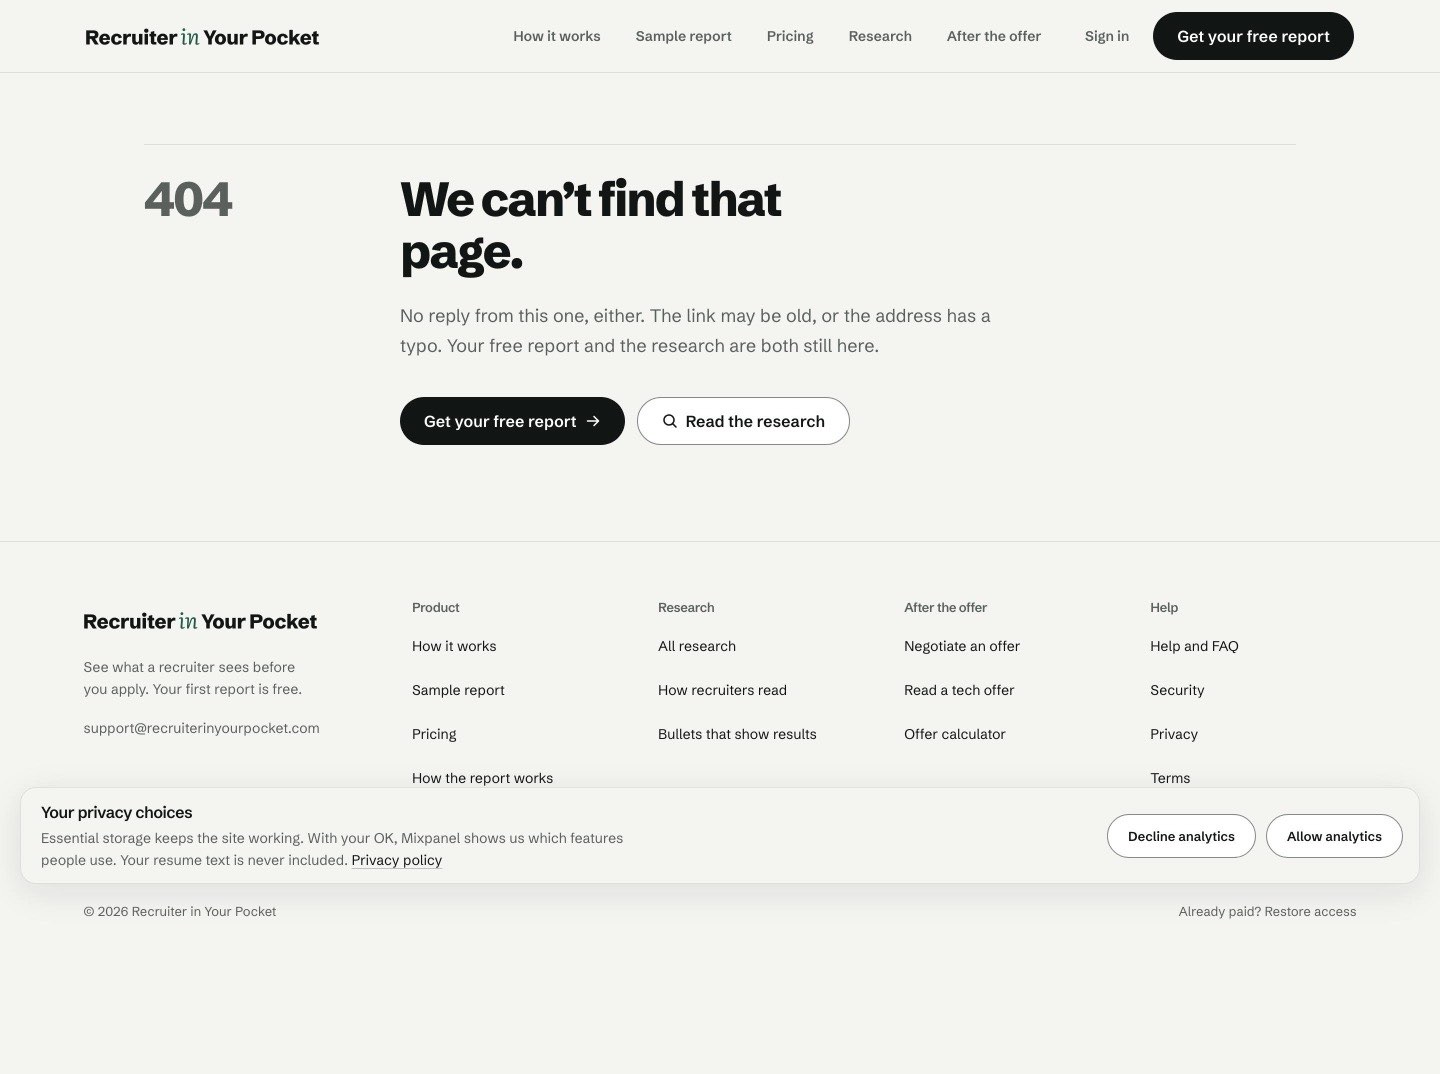 Recruiter in Your Pocket
How it works
Sample report
Pricing
Research
After the offer
Sign in
Get your free report
404
We can’t find that
page.
No reply from this one, either. The link may be old, or the address has a
typo. Your free report and the research are both still here.
Get your free report →
Read the research
Recruiter in Your Pocket
See what a recruiter sees before
you apply. Your first report is free.
support@recruiterinyourpocket.com
Product
How it works
Sample report
Pricing
How the report works
Research
All research
How recruiters read
Bullets that show results
After the offer
Negotiate an offer
Read a tech offer
Offer calculator
Help
Help and FAQ
Security
Privacy
Terms
Your privacy choices
Essential storage keeps the site working. With your OK, Mixpanel shows us which features
people use. Your resume text is never included. Privacy policy
Decline analytics
Allow analytics
© 2026 Recruiter in Your Pocket
Already paid? Restore access